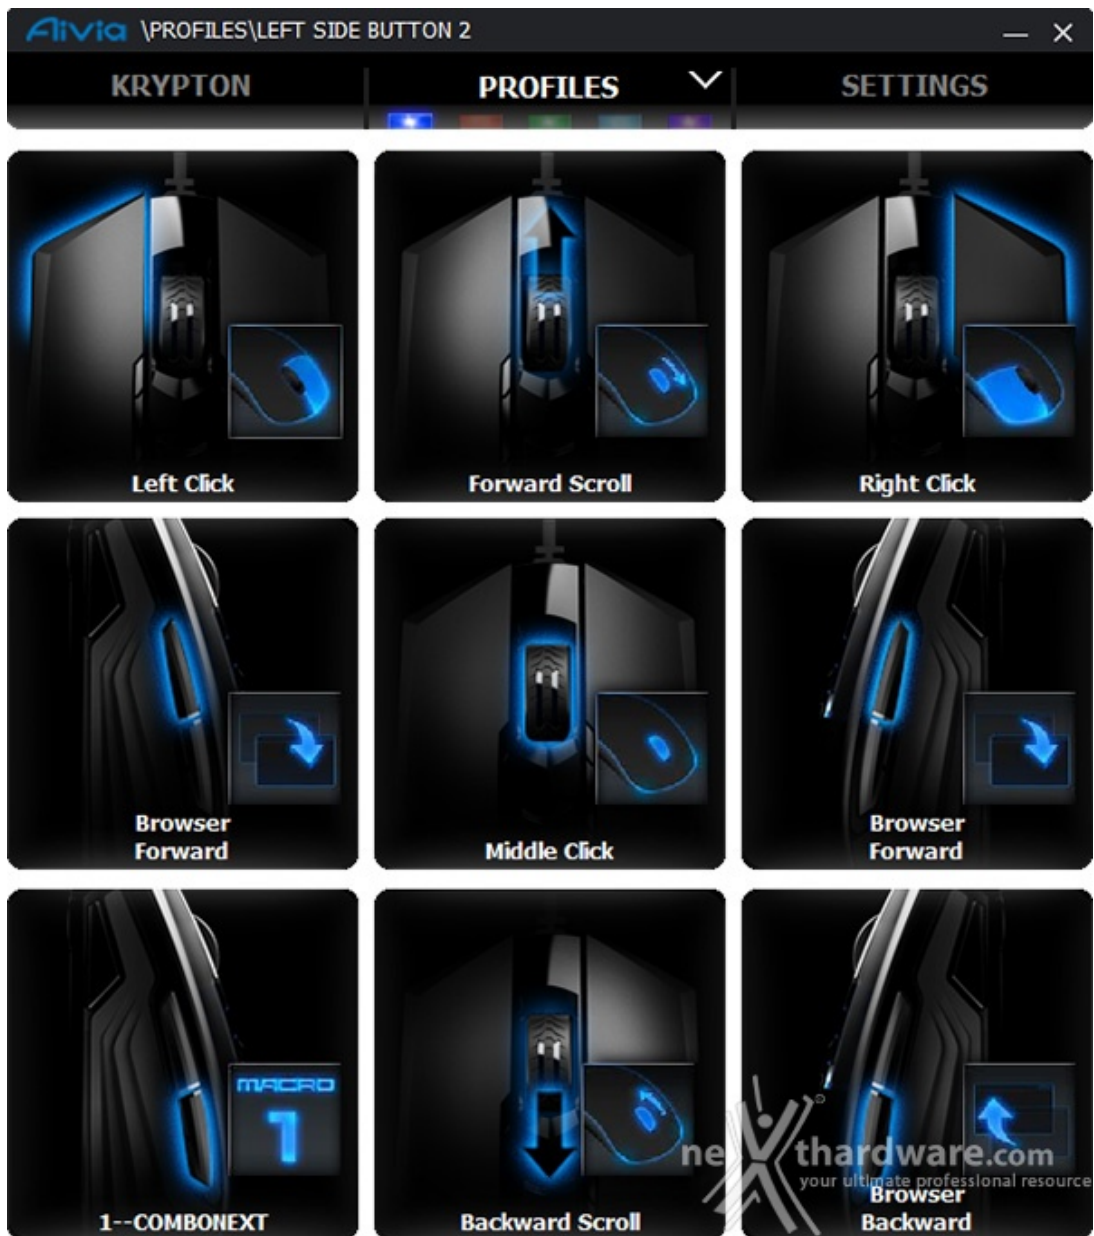 Aivia \PROFILES\LEFT SIDE BUTTON 2
KRYPTON PROFILES SETTINGS
Left Click
Forward Scroll
Right Click
Browser
Forward
Middle Click
Browser
Forward
MACRO
1
1--COMBONEXT
Backward Scroll
Browser
Backward
nexthardware.com
your ultimate professional resource